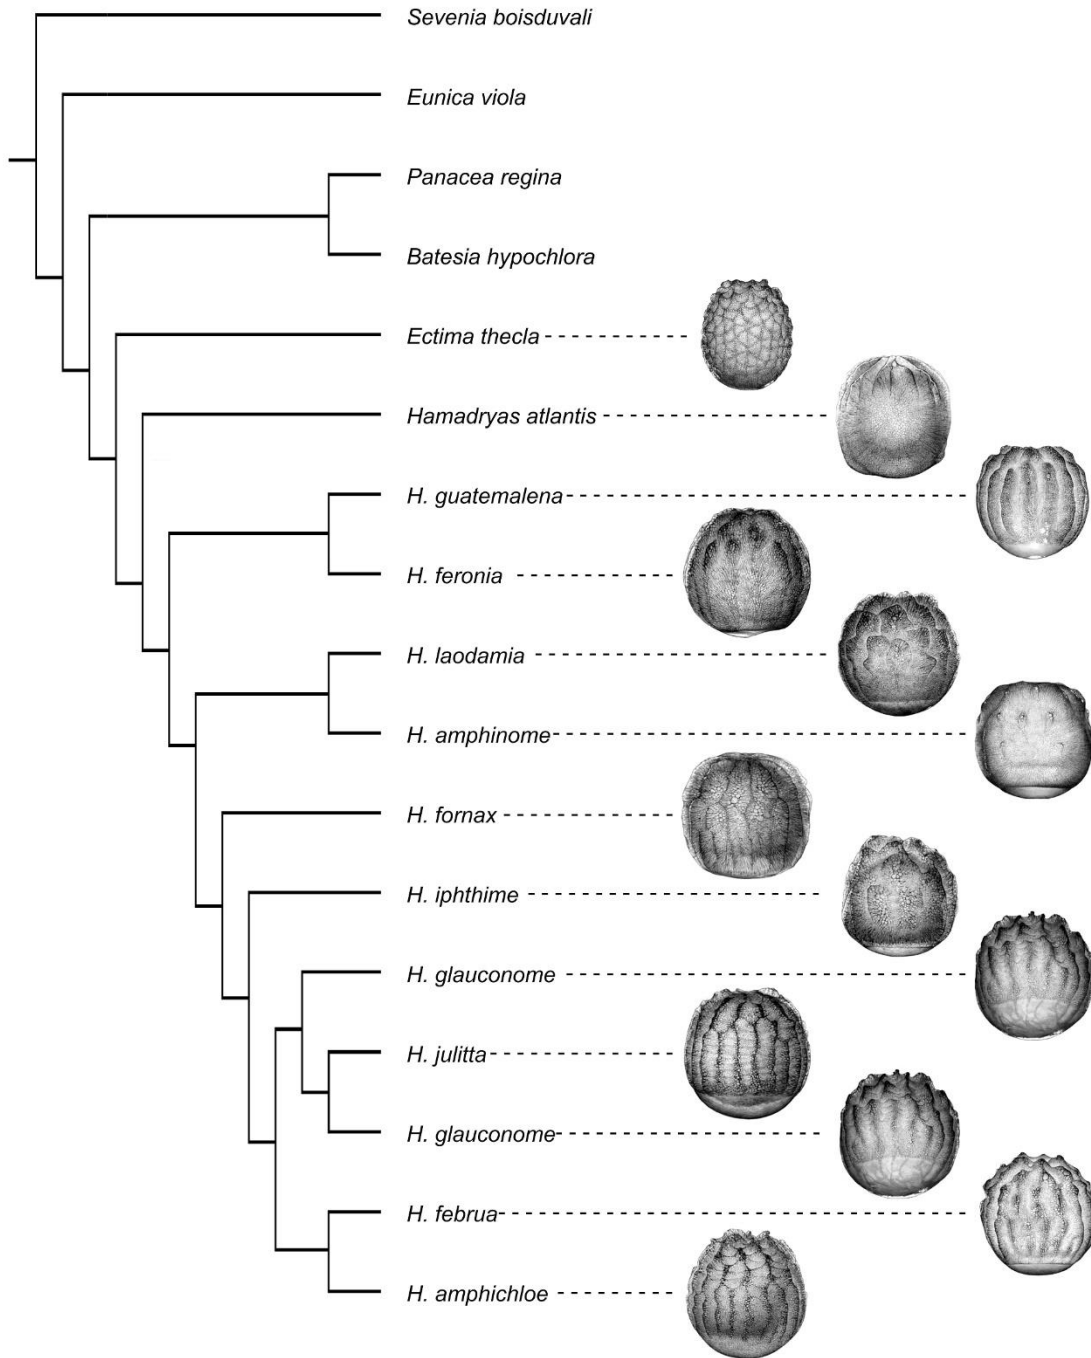 Sevenia boisduvali
Eunica viola
Panacea regina
Batesia hypochlora
Ectima thecla
Hamadryas atlantis
H. guatemalena
H. feronia
H. laodamia
H. amphinome
H. fornax
H. iphthime
H. glauconome
H. julitta
H. glauconome
H. februa
H. amphichloe